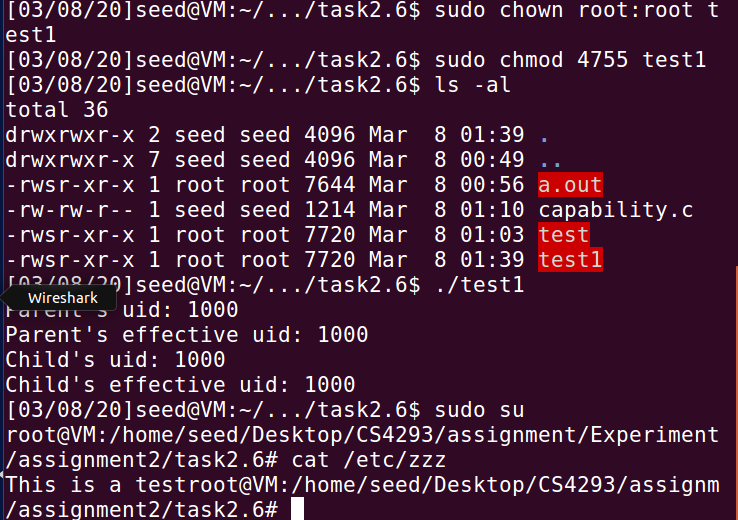 [03/08/20]seed@VM:~/.../task2.6$ sudo chown root:root t
est1
[03/08/20]seed@VM:~/.../task2.6$ sudo chmod 4755 test1
[03/08/20]seed@VM:~/.../task2.6$ ls -al
total 36
drwxrwxr-x 2 seed seed 4096 Mar  8 01:39 .
drwxrwxr-x 7 seed seed 4096 Mar  8 00:49 ..
-rwsr-xr-x 1 root root 7644 Mar  8 00:56 a.out
-rw-rw-r-- 1 seed seed 1214 Mar  8 01:10 capability.c
-rwsr-xr-x 1 root root 7720 Mar  8 01:03 test
-rwsr-xr-x 1 root root 7720 Mar  8 01:39 test1
[03/08/20]seed@VM:~/.../task2.6$ ./test1
Wireshark
Parent's uid: 1000
Parent's effective uid: 1000
Child's uid: 1000
Child's effective uid: 1000
[03/08/20]seed@VM:~/.../task2.6$ sudo su
root@VM:/home/seed/Desktop/CS4293/assignment/Experiment
/assignment2/task2.6# cat /etc/zzz
This is a testroot@VM:/home/seed/Desktop/CS4293/assignm
/assignment2/task2.6#